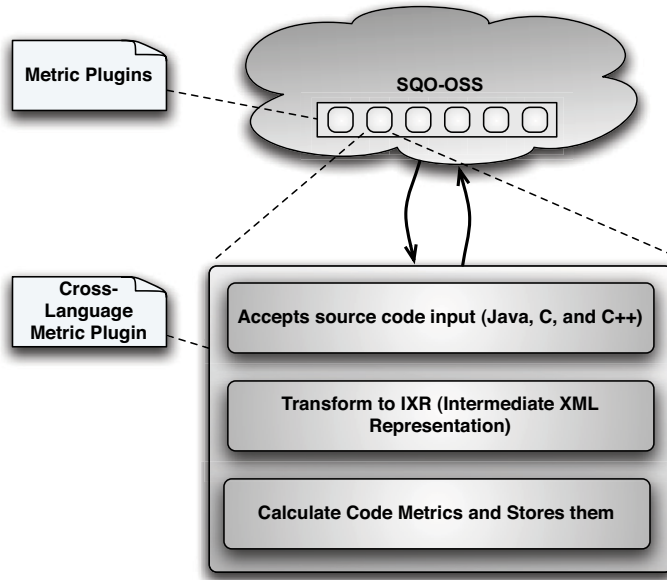 Metric Plugins
SQO-OSS
Cross-
Language
Metric Plugin
Accepts source code input (Java, C, and C++)
Transform to IXR (Intermediate XML
Representation)
Calculate Code Metrics and Stores them